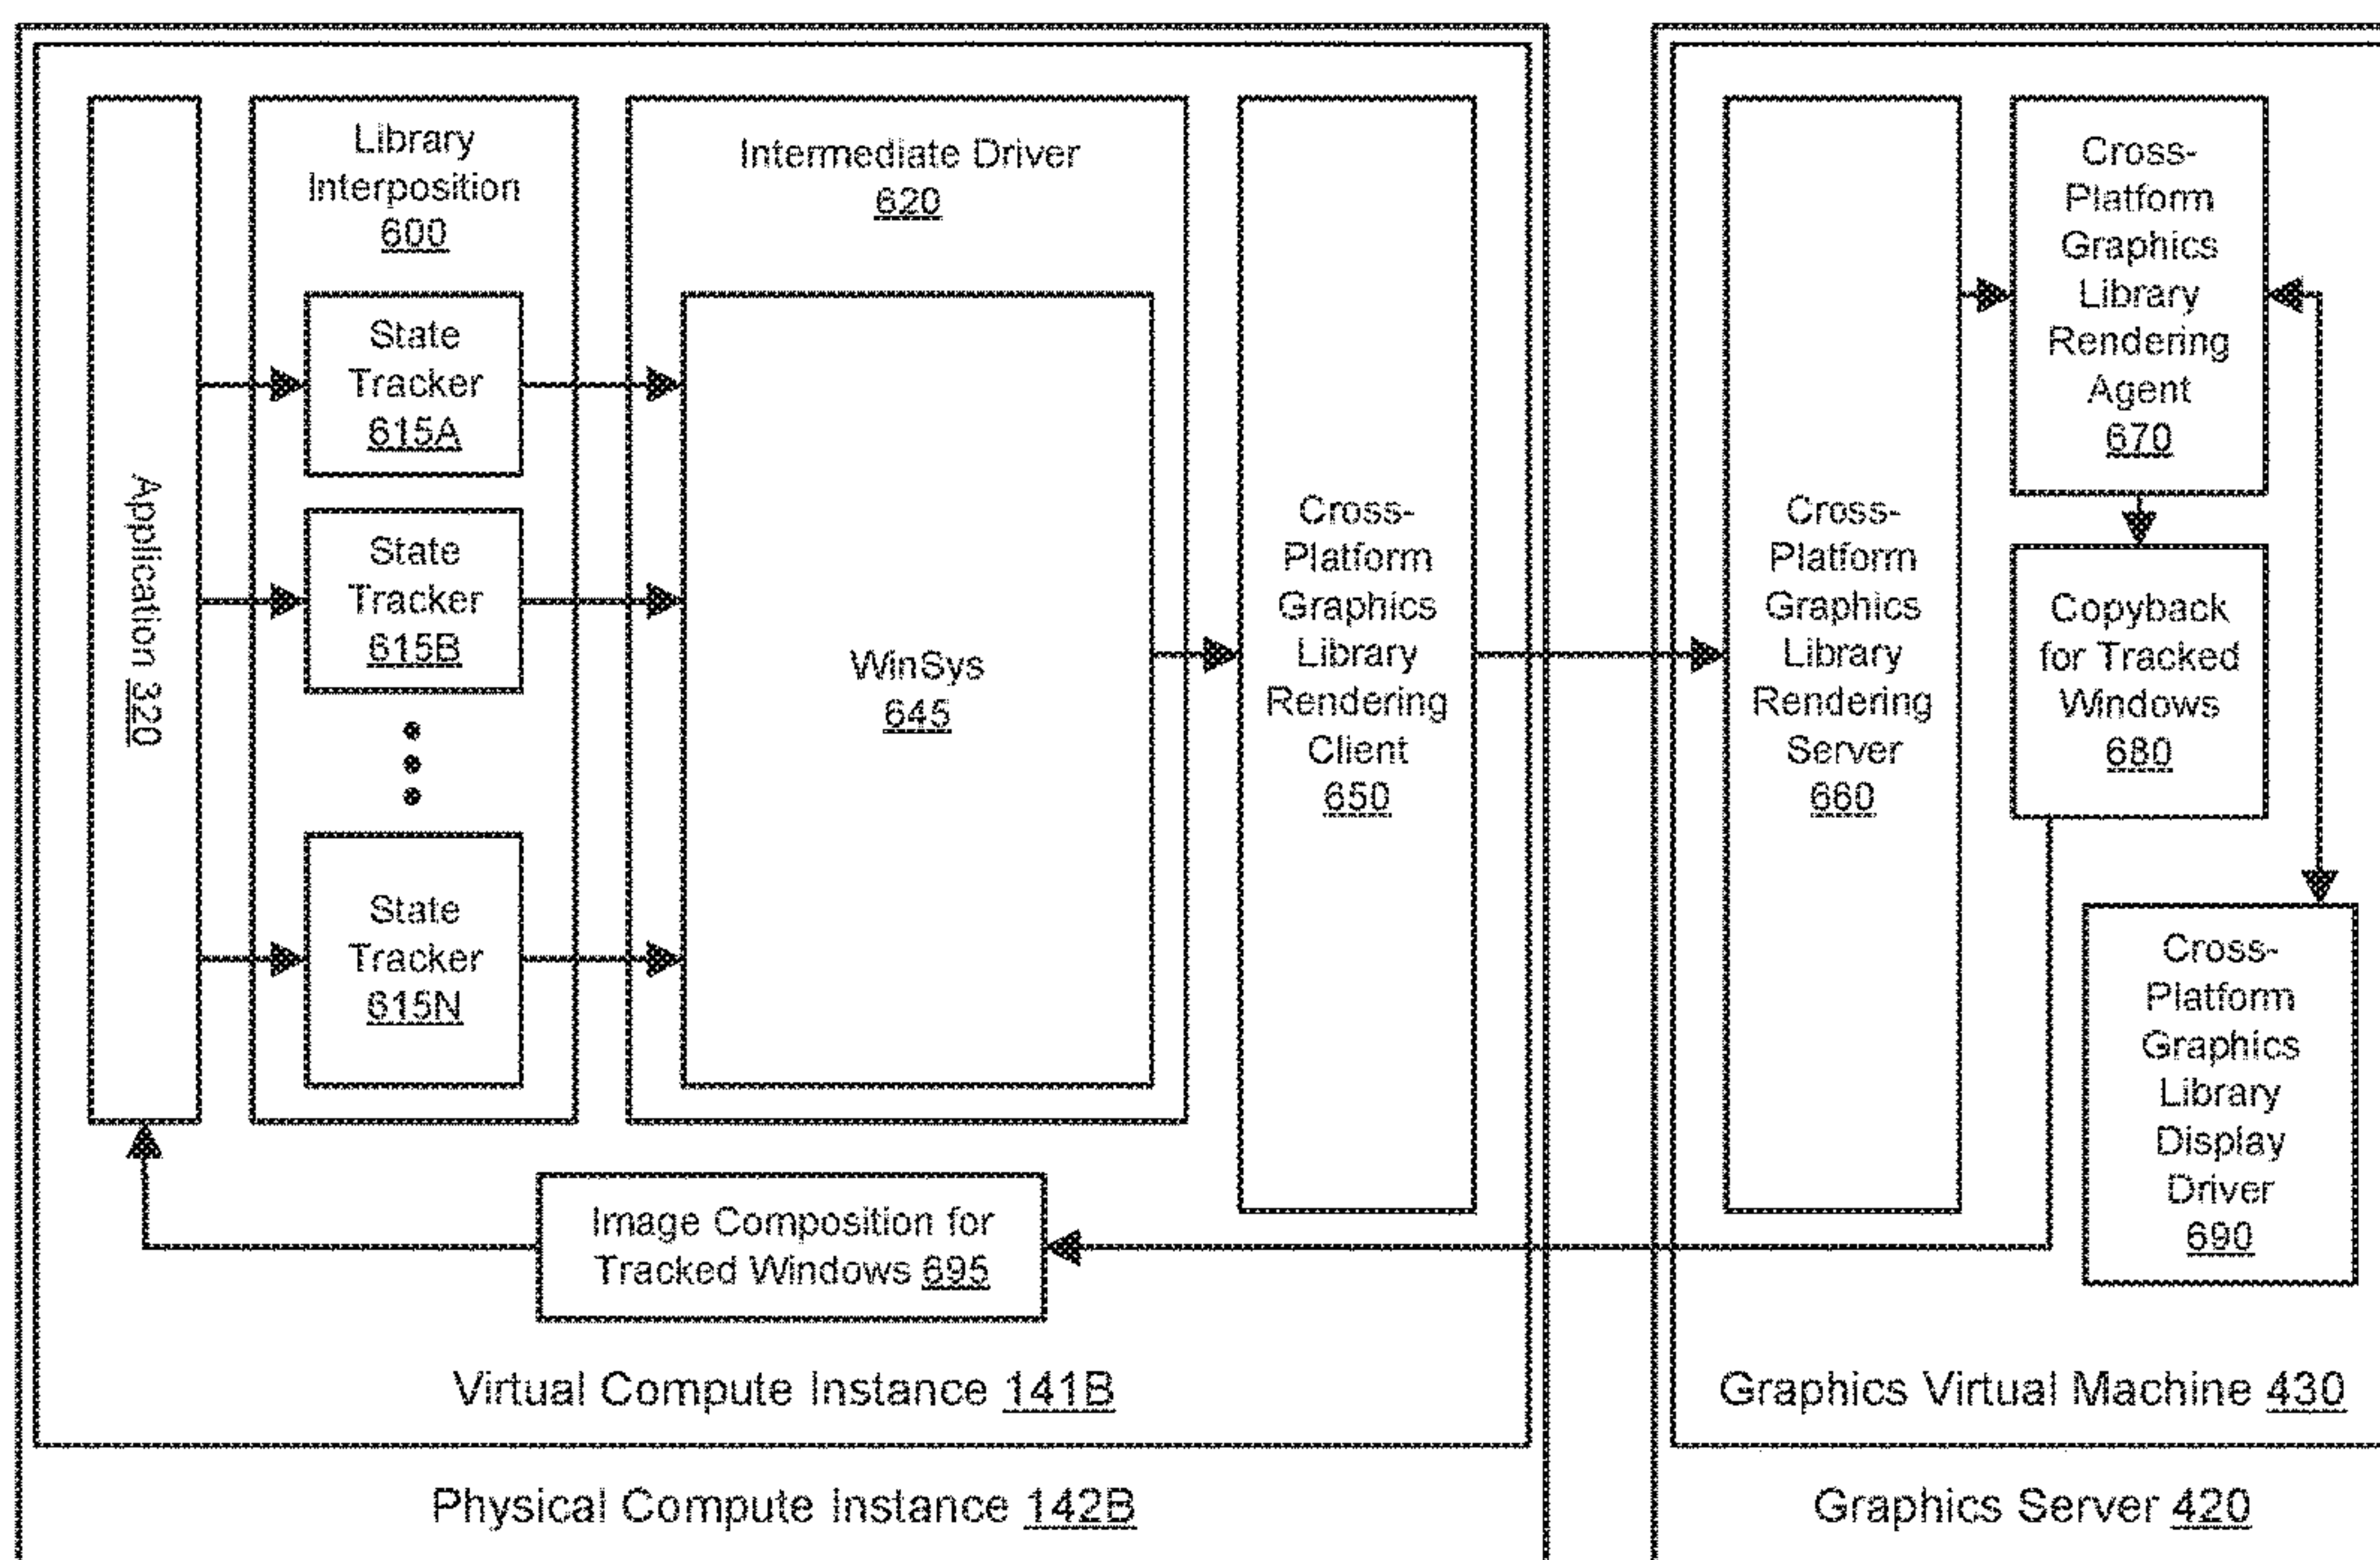 Application 320
Library
Interposition
600
State
Tracker
615A
State
Tracker
615B
State
Tracker
615N
Intermediate Driver
620
WinSys
645
Cross-
Platform
Graphics
Library
Rendering
Client
650
Image Composition for
Tracked Windows 695
Virtual Compute Instance 141B
Physical Compute Instance 142B
Cross-
Platform
Graphics
Library
Rendering
Server
660
Cross-
Platform
Graphics
Library
Rendering
Agent
670
Copyback
for Tracked
Windows
680
Cross-
Platform
Graphics
Library
Display
Driver
690
Graphics Virtual Machine 430
Graphics Server 420